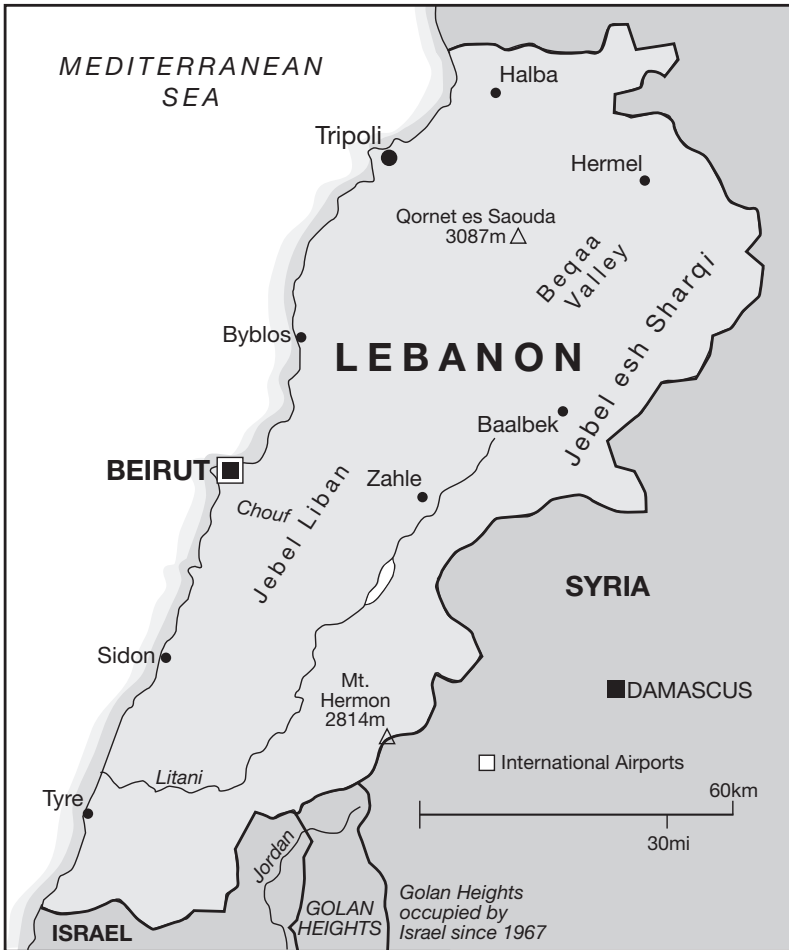 MEDITERRANEAN
SEA
Halba
Tripoli
Hermel
Qornet es Saouda
3087m
Beqaa
Valley
Jebel esh Sharqi
Byblos
LEBANON
Baalbek
BEIRUT
Zahle
Chouf
Jebel Liban
SYRIA
Sidon
Mt.
Hermon
2814m
DAMASCUS
International Airports
Litani
Tyre
60km
30mi
Jordan
GOLAN
HEIGHTS
Golan Heights
occupied by
Israel since 1967
ISRAEL